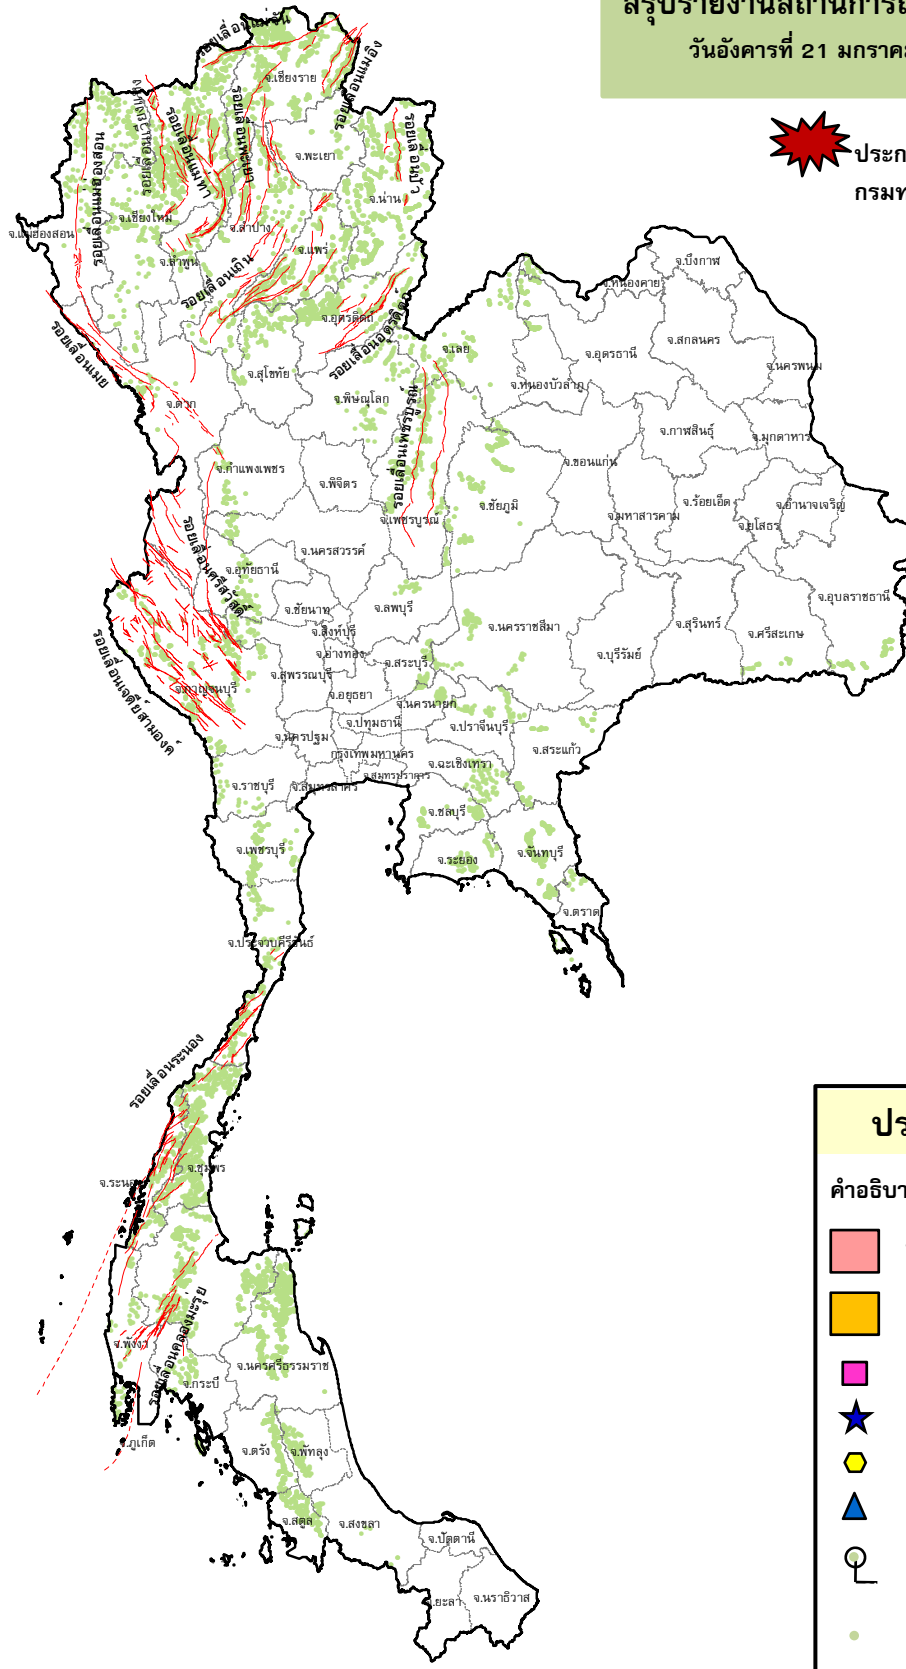 สรุปรายงานสถานการณ์
วันอังคารที่ 21 มกราคม
ประกา
กรมทร
รอยเลื่อนแม่จัน
จ.เชียงราย
รอยเลื่อนแม่อิง
รอยเลื่อนแม่ทา
รอยเลื่อนพะเยา
รอยเลื่อนปัว
จ.พะเยา
รอยเลื่อนแม่ฮ่องสอน
จ.น่าน
จ.เชียงใหม่
จ.แม่ฮ่องสอน
จ.ลำปาง
จ.แพร่
จ.ลำพูน
รอยเลื่อนเถิน
จ.อุตรดิตถ์
รอยเลื่อนอุตรดิตถ์
รอยเลื่อนเมย
จ.บึงกาฬ
จ.หนองคาย
จ.เลย
จ.อุดรธานี
จ.สกลนคร
จ.นครพนม
จ.สุโขทัย
จ.หนองบัวลำภู
จ.ตาก
จ.พิษณุโลก
รอยเลื่อนเพชรบูรณ์
จ.กาฬสินธุ์
จ.มุกดาหาร
จ.กำแพงเพชร
จ.พิจิตร
จ.ขอนแก่น
จ.ชัยภูมิ
จ.ร้อยเอ็ด
จ.อำนาจเจริญ
จ.เพชรบูรณ์
จ.มหาสารคาม
จ.ยโสธร
รอยเลื่อนศรีสวัสดิ์
จ.นครสวรรค์
จ.อุทัยธานี
จ.ชัยนาท
จ.ลพบุรี
จ.อุบลราชธานี
จ.สิงห์บุรี
จ.นครราชสีมา
จ.สุรินทร์
จ.ศรีสะเกษ
จ.อ่างทอง
จ.บุรีรัมย์
จ.สระบุรี
จ.สุพรรณบุรี
รอยเลื่อนเจดีย์สามองค์
จ.กาญจนบุรี
จ.อยุธยา
จ.นครนายก
จ.ปทุมธานี
จ.ปราจีนบุรี
จ.นครปฐม
กรุงเทพมหานคร
จ.สระแก้ว
จ.ฉะเชิงเทรา
จ.สมุทรปราการ
จ.ราชบุรี
จ.สมุทรสาคร
จ.ชลบุรี
จ.เพชรบุรี
จ.ระยอง
จ.จันทบุรี
จ.ตราด
จ.ประจวบคีรีขันธ์
รอยเลื่อนระนอง
จ.ชุมพร
จ.ระนอง
ปร
คำอธิบา
รอยเลื่อนคลองมะรุ่ย
จ.พังงา
จ.นครศรีธรรมราช
จ.กระบี่
จ.ภูเก็ต
จ.ตรัง
จ.พัทลุง
จ.สตูล
จ.สงขลา
จ.ปัตตานี
จ.ยะลา
จ.นราธิวาส